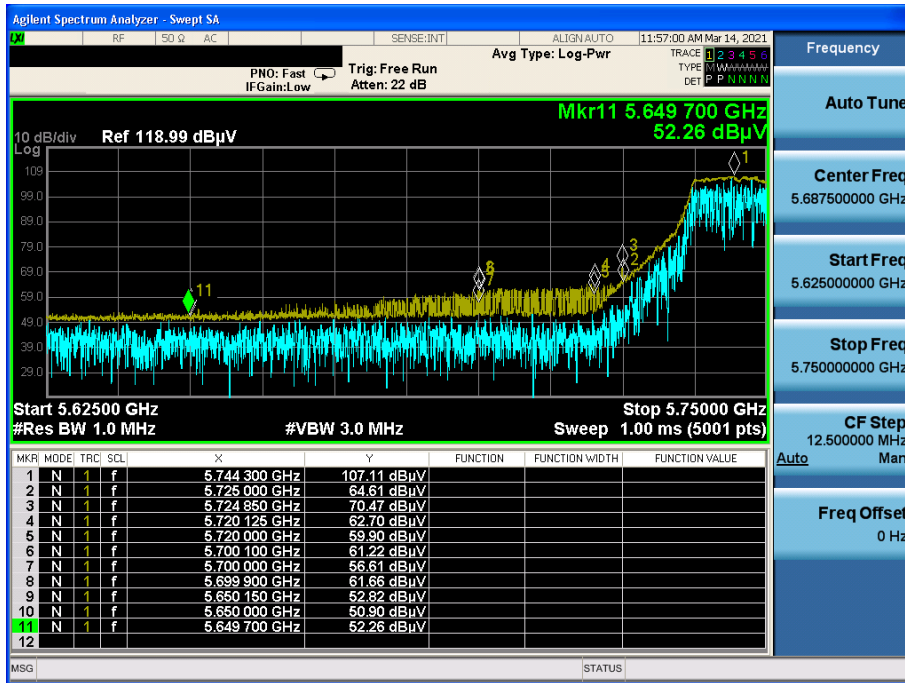 Agilent Spectrum Analyzer - Swept SA
LXI RF 50 Ω AC SENSE:INT ALIGN AUTO 11:57:00 AM Mar 14, 2021
Frequency
PNO: Fast Trig: Free Run Avg Type: Log-Pwr TRACE 1 2 3 4 5 6
IFGain:Low Atten: 22 dB TYPE M
DET P P N N N N
Auto Tune
Mkr11 5.649 700 GHz
52.26 dBµV
10 dB/div Ref 118.99 dBµV
Log
109
99.0
89.0
79.0
69.0
59.0
49.0
39.0
29.0
1
3
2
4
5
8
7
11
Center Freq
5.687500000 GHz
Start Freq
5.625000000 GHz
Stop Freq
5.750000000 GHz
CF Step
12.500000 MHz
Auto Man
Freq Offset
0 Hz
Start 5.62500 GHz Stop 5.75000 GHz
#Res BW 1.0 MHz #VBW 3.0 MHz Sweep 1.00 ms (5001 pts)
MKR MODE TRC SCL X Y FUNCTION FUNCTION WIDTH FUNCTION VALUE
1 N 1 f 5.744 300 GHz 107.11 dBµV
2 N 1 f 5.725 000 GHz 64.61 dBµV
3 N 1 f 5.724 850 GHz 70.47 dBµV
4 N 1 f 5.720 125 GHz 62.70 dBµV
5 N 1 f 5.720 000 GHz 59.90 dBµV
6 N 1 f 5.700 100 GHz 61.22 dBµV
7 N 1 f 5.700 000 GHz 56.61 dBµV
8 N 1 f 5.699 900 GHz 61.66 dBµV
9 N 1 f 5.650 150 GHz 52.82 dBµV
10 N 1 f 5.650 000 GHz 50.90 dBµV
11 N 1 f 5.649 700 GHz 52.26 dBµV
12
MSG STATUS